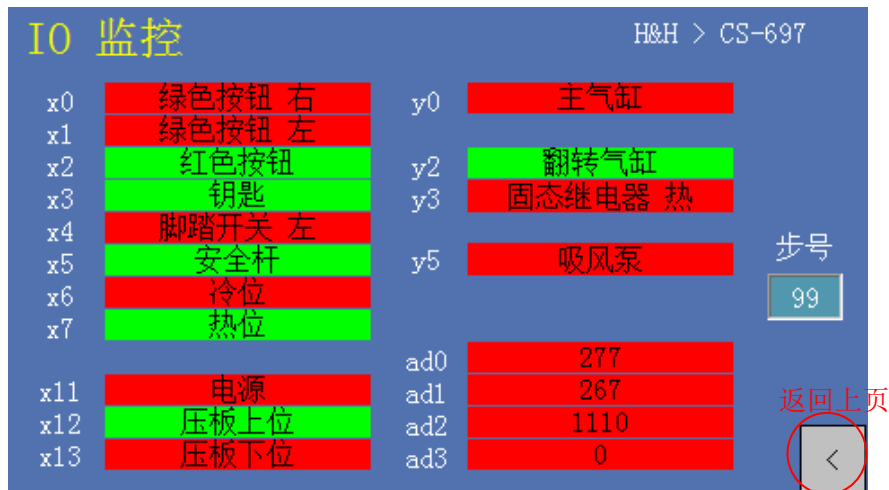 IO 监控
H&H > CS-697
x0 绿色按钮 右
x1 绿色按钮 左
x2 红色按钮
x3 钥匙
x4 脚踏开关 左
x5 安全杆
x6 冷位
x7 热位
x11 电源
x12 压板上位
x13 压板下位
y0 主气缸
y2 翻转气缸
y3 固态继电器 热
y5 吸风泵
ad0 277
ad1 267
ad2 1110
ad3 0
步号
99
返回上页
<